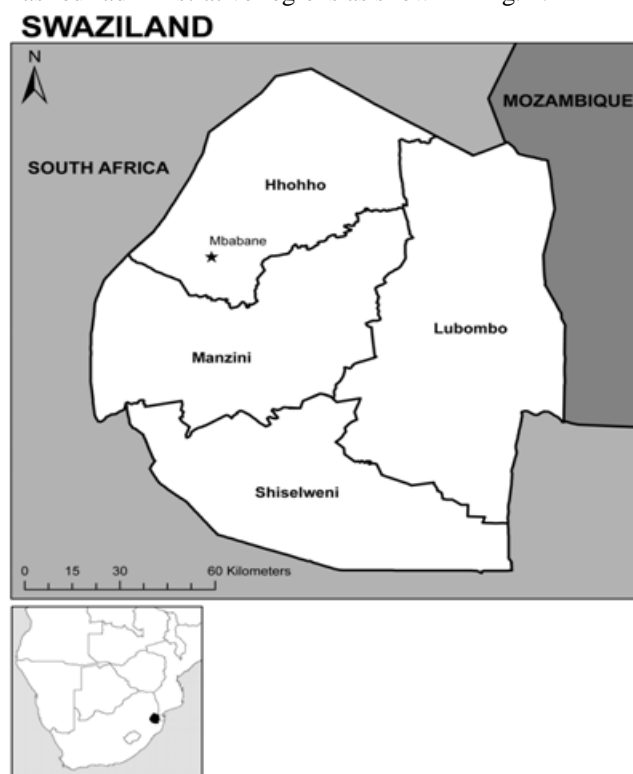 SWAZILAND
N
MOZAMBIQUE
SOUTH AFRICA
Hhohho
Mbabane
Lubombo
Manzini
Shiselweni
0 15 30 60 Kilometers